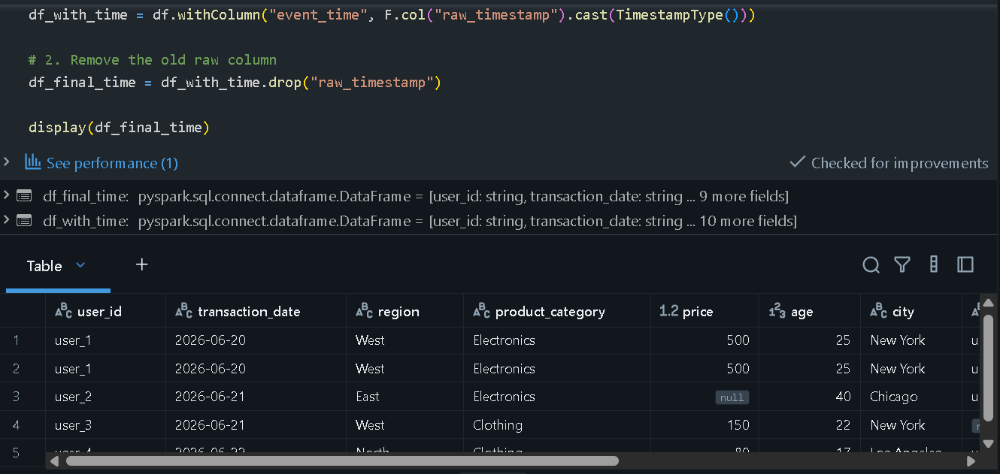 df_with_time = df.withColumn("event_time", F.col("raw_timestamp").cast(TimestampType()))
# 2. Remove the old raw column
df_final_time = df_with_time.drop("raw_timestamp")
display(df_final_time)
See performance (1)
Checked for improvements
df_final_time: pyspark.sql.connect.dataframe.DataFrame = [user_id: string, transaction_date: string ... 9 more fields]
df_with_time: pyspark.sql.connect.dataframe.DataFrame = [user_id: string, transaction_date: string ... 10 more fields]
Table +
ABC user_id ABC transaction_date ABC region ABC product_category 1.2 price 123 age ABC city
1 user_1 2026-06-20 West Electronics 500 25 New York u
2 user_1 2026-06-20 West Electronics 500 25 New York u
3 user_2 2026-06-21 East Electronics null 40 Chicago u
4 user_3 2026-06-21 West Clothing 150 22 New York
5 user_4 2026-06-22 North Clothing 80 17 Los Angeles